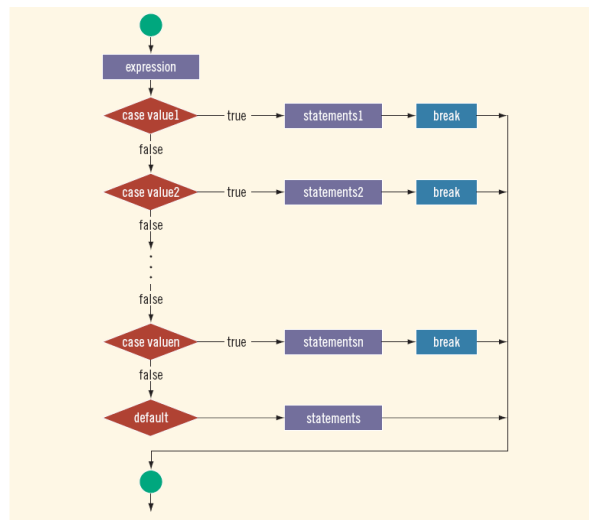 expression
case value1
true
statements1
break
false
case value2
true
statements2
break
false
false
case valuen
true
statementsn
break
false
default
statements